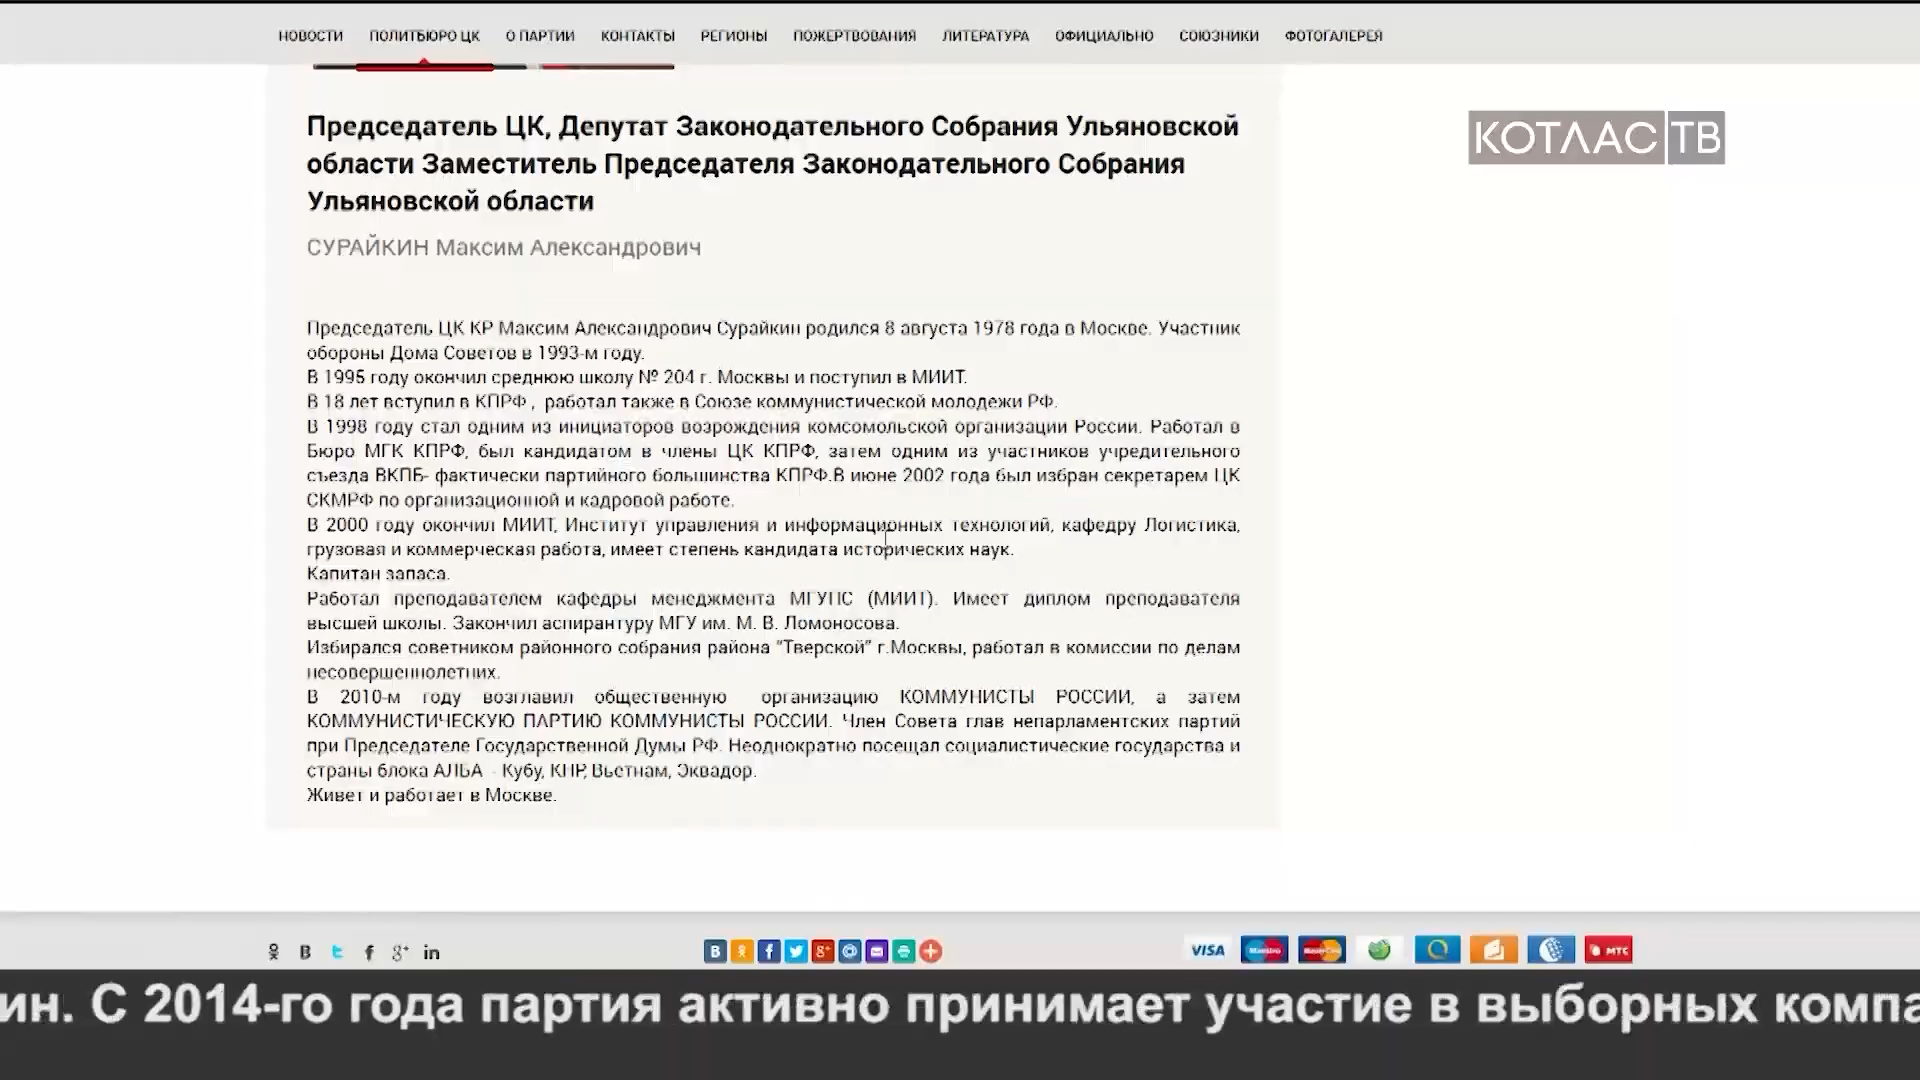 НОВОСТИ ПОЛИТБЮРО ЦК О ПАРТИИ КОНТАКТЫ РЕГИОНЫ ПОЖЕРТВОВАНИЯ ЛИТЕРАТУРА ОФИЦИАЛЬНО СОЮЗНИКИ ФОТОГАЛЕРЕЯ
КОТЛАС ТВ
Председатель ЦК, Депутат Законодательного Собрания Ульяновской
области Заместитель Председателя Законодательного Собрания
Ульяновской области
СУРАЙКИН Максим Александрович
Председатель ЦК КР Максим Александрович Сурайкин родился 8 августа 1978 года в Москве. Участник
обороны Дома Советов в 1993-м году.
В 1995 году окончил среднюю школу № 204 г. Москвы и поступил в МИИТ.
В 18 лет вступил в КПРФ , работал также в Союзе коммунистической молодежи РФ.
В 1998 году стал одним из инициаторов возрождения комсомольской организации России. Работал в
Бюро МГК КПРФ, был кандидатом в члены ЦК КПРФ, затем одним из участников учредительного
съезда ВКПБ- фактически партийного большинства КПРФ.В июне 2002 года был избран секретарем ЦК
СКМРФ по организационной и кадровой работе.
В 2000 году окончил МИИТ, Институт управления и информационных технологий, кафедру Логистика,
грузовая и коммерческая работа, имеет степень кандидата исторических наук.
Капитан запаса.
Работал преподавателем кафедры менеджмента МГУПС (МИИТ). Имеет диплом преподавателя
высшей школы. Закончил аспирантуру МГУ им. М. В. Ломоносова.
Избирался советником районного собрания района "Тверской" г.Москвы, работал в комиссии по делам
несовершеннолетних.
В 2010-м году возглавил общественную организацию КОММУНИСТЫ РОССИИ, а затем
КОММУНИСТИЧЕСКУЮ ПАРТИЮ КОММУНИСТЫ РОССИИ. Член Совета глав непарламентских партий
при Председателе Государственной Думы РФ. Неоднократно посещал социалистические государства и
страны блока АЛБА - Кубу, КНР, Вьетнам, Эквадор.
Живет и работает в Москве.
VISA Maestro MasterCard МТС
ин. С 2014-го года партия активно принимает участие в выборных компа